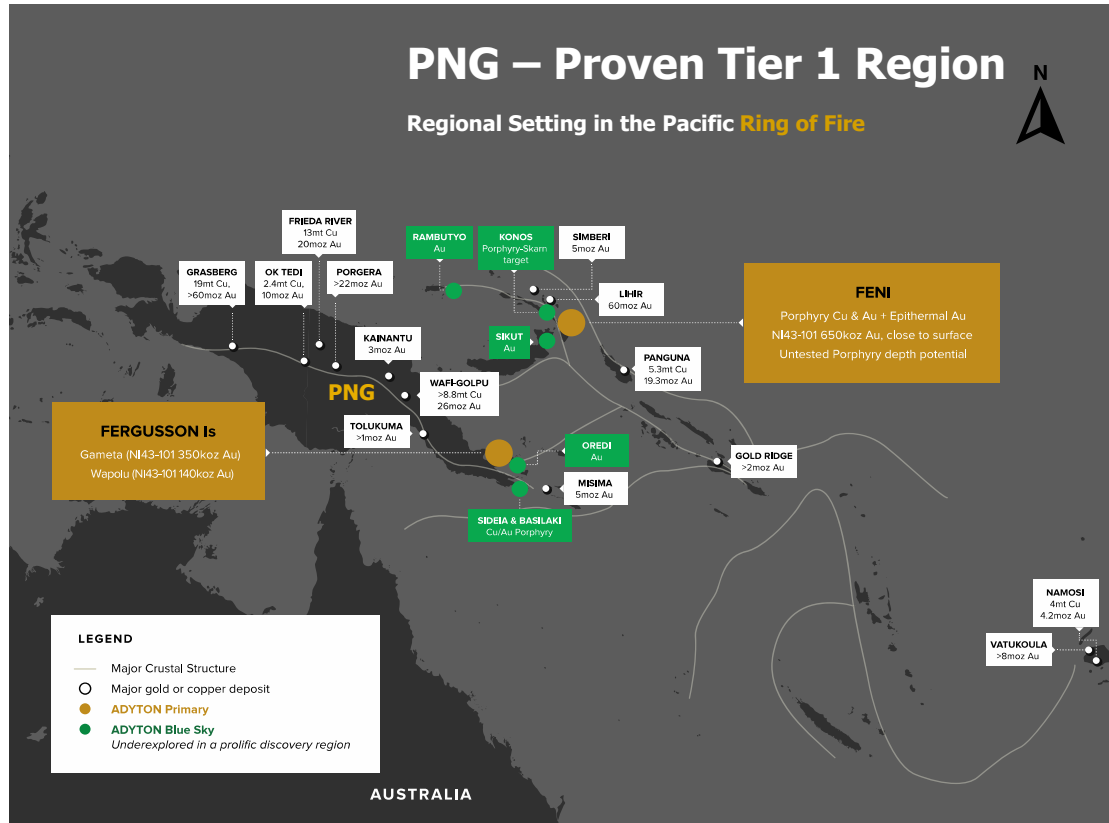 PNG – Proven Tier 1 Region
N
Regional Setting in the Pacific Ring of Fire
FRIEDA RIVER
13mt Cu
20moz Au
RAMBUTYO
Au
KONOS
Porphyry-Skarn
target
SIMBERI
5moz Au
GRASBERG
19mt Cu,
>60moz Au
OK TEDI
2.4mt Cu,
10moz Au
PORGERA
>22moz Au
LIHIR
60moz Au
FENI
Porphyry Cu & Au + Epithermal Au
NI43-101 650koz Au, close to surface
Untested Porphyry depth potential
KAINANTU
3moz Au
SIKUT
Au
PANGUNA
5.3mt Cu
19.3moz Au
PNG
WAFI-GOLPU
>8.8mt Cu
26moz Au
FERGUSSON Is
Gameta (NI43-101 350koz Au)
Wapolu (NI43-101 140koz Au)
TOLUKUMA
>1moz Au
OREDI
Au
GOLD RIDGE
>2moz Au
MISIMA
5moz Au
SIDEIA & BASILAKI
Cu/Au Porphyry
NAMOSI
4mt Cu
4.2moz Au
VATUKOULA
>8moz Au
LEGEND
Major Crustal Structure
Major gold or copper deposit
ADYTON Primary
ADYTON Blue Sky
Underexplored in a prolific discovery region
AUSTRALIA